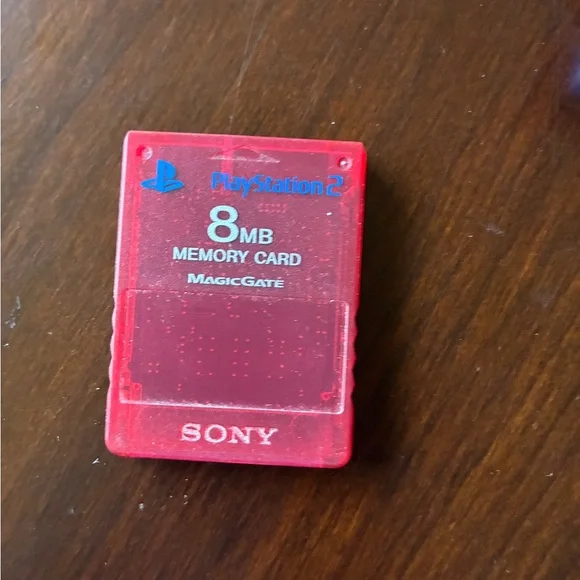 PlayStation 2
8MB
MEMORY CARD
MAGICGATE
SONY